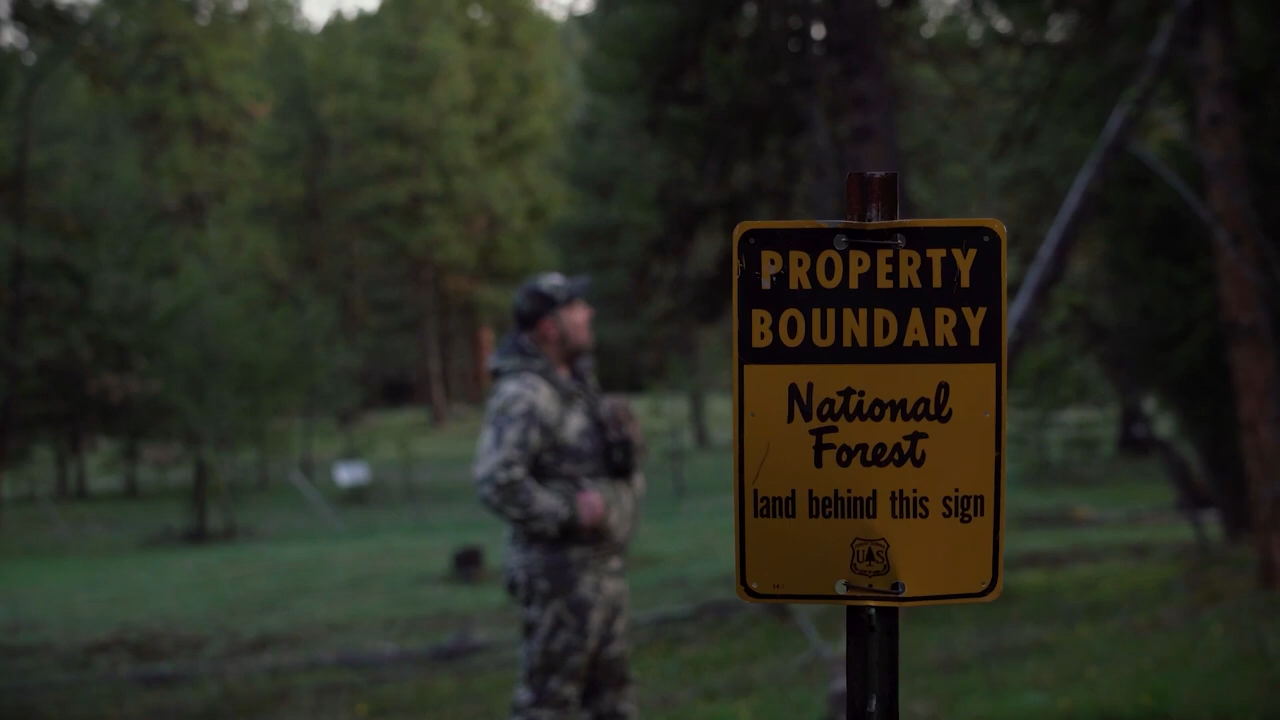 PROPERTY
BOUNDARY
National
Forest
land behind this sign
U S